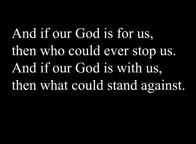 And if our God is for us,
then who could ever stop us.
And if our God is with us,
then what could stand against.